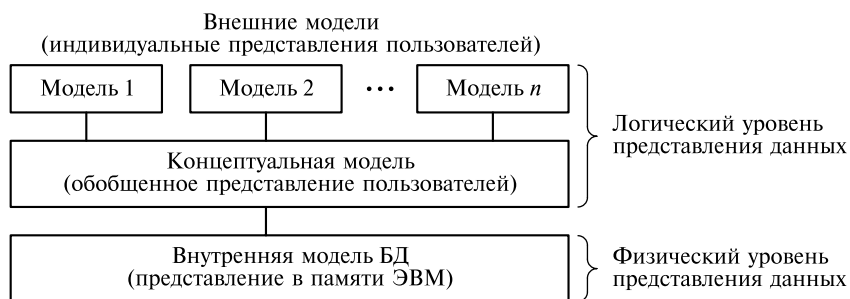 Внешние модели
(индивидуальные представления пользователей)
Модель 1
Модель 2
...
Модель n
Логический уровень
представления данных
Концептуальная модель
(обобщенное представление пользователей)
Внутренняя модель БД
(представление в памяти ЭВМ)
Физический уровень
представления данных